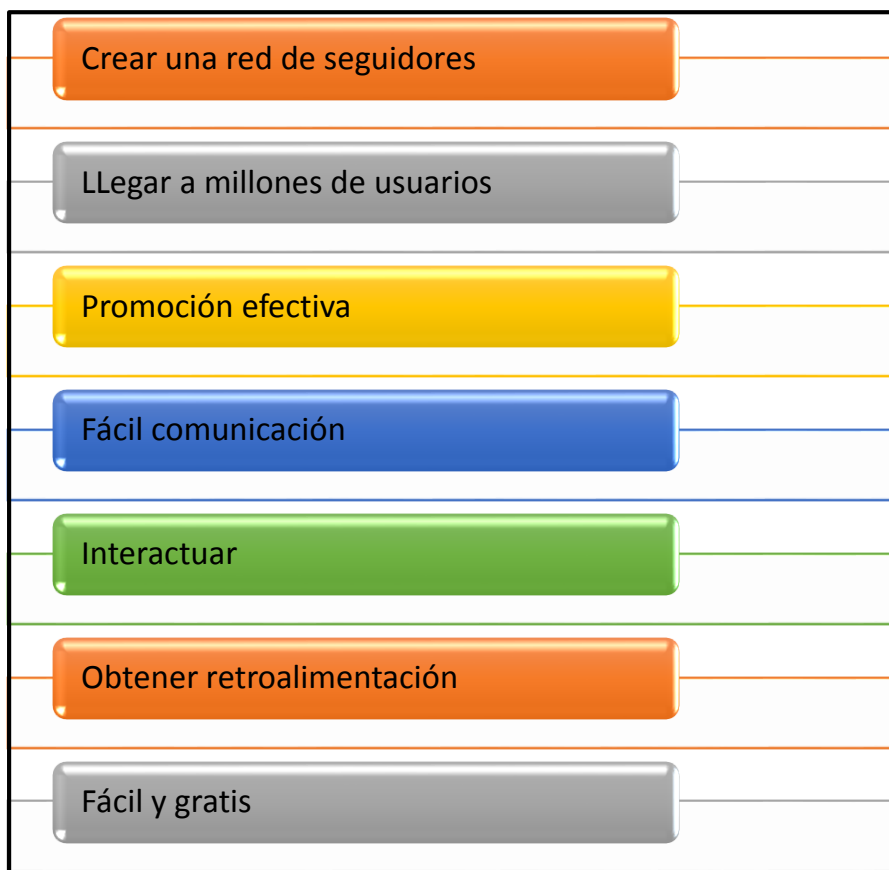 Crear una red de seguidores
LLegar a millones de usuarios
Promoción efectiva
Fácil comunicación
Interactuar
Obtener retroalimentación
Fácil y gratis